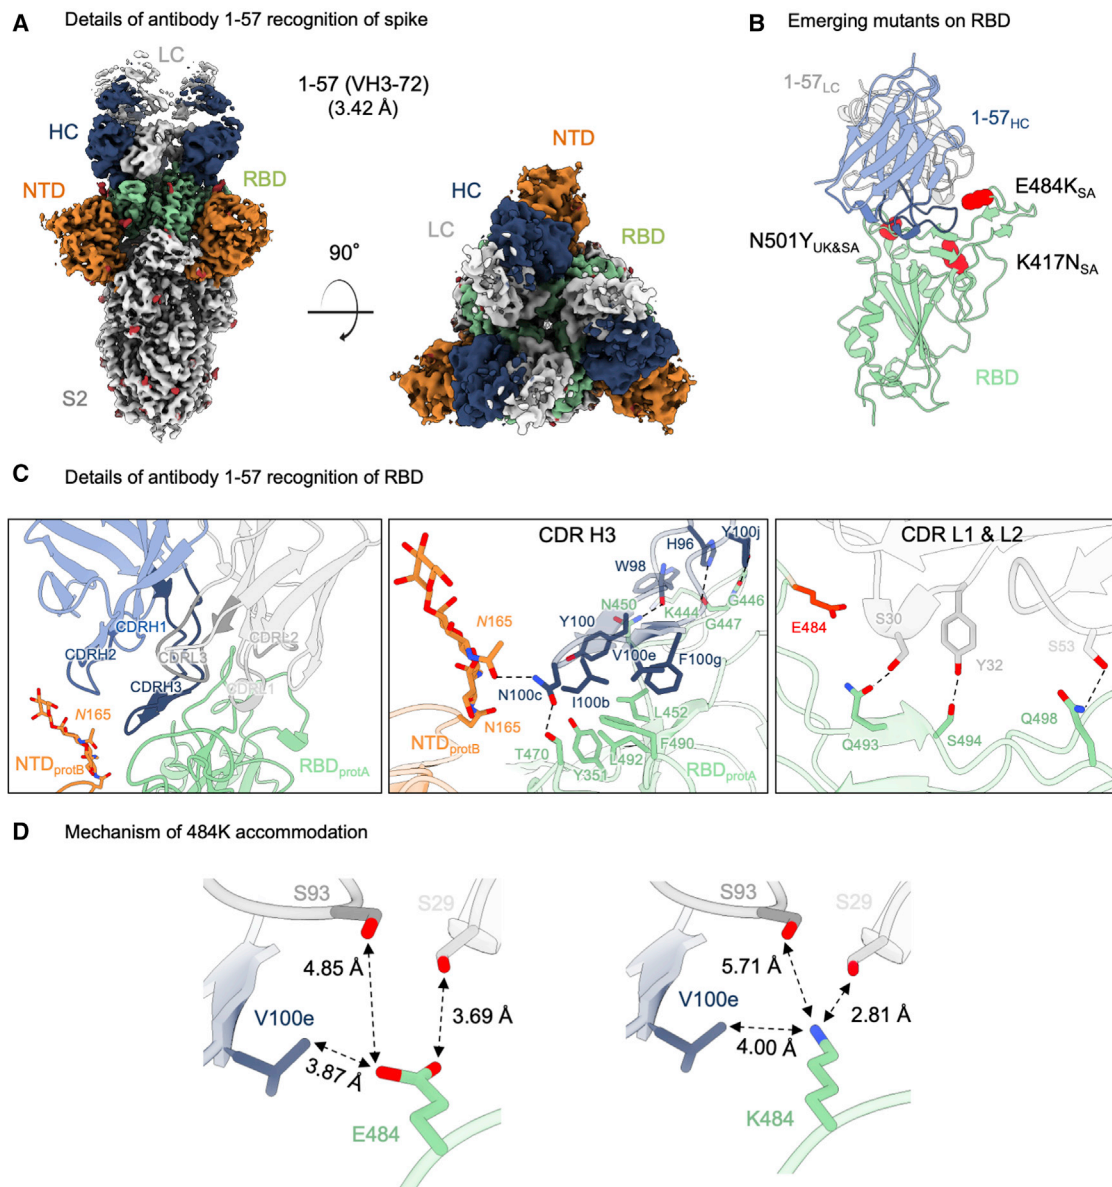 A Details of antibody 1-57 recognition of spike
LC
1-57 (VH3-72)
(3.42 Å)
HC
NTD
RBD
S2
90°
NTD
HC
LC
RBD
B Emerging mutants on RBD
1-57LC
1-57HC
E484KSA
N501YUK&SA
K417NSA
RBD
C Details of antibody 1-57 recognition of RBD
CDRH1
CDRH2
CDRL3
CDRL2
CDRH3
CDRL1
N165
NTDprotB
RBDprotA
CDR H3
Y100j
H96
W98
N450
K444
G446
G447
Y100
N165
V100e
F100g
N100c
I100b
N165
L452
NTDprotB
T470
F490
L492
Y351
RBDprotA
CDR L1 & L2
E484
S30
S53
Y32
Q498
Q493
S494
D Mechanism of 484K accommodation
S93
S29
4.85 Å
3.69 Å
V100e
3.87 Å
E484
S93
S29
5.71 Å
2.81 Å
V100e
4.00 Å
K484